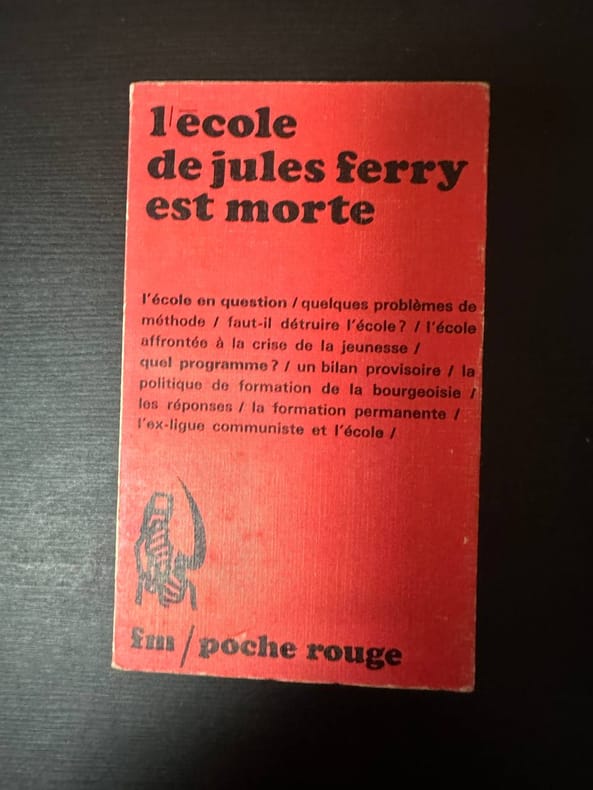 l'école
de jules ferry
est morte
l'école en question / quelques problèmes de
méthode / faut-il détruire l'école ? / l'école
affrontée à la crise de la jeunesse /
quel programme ? / un bilan provisoire / la
politique de formation de la bourgeoisie /
les réponses / la formation permanente /
l'ex-ligue communiste et l'école /
fm / poche rouge